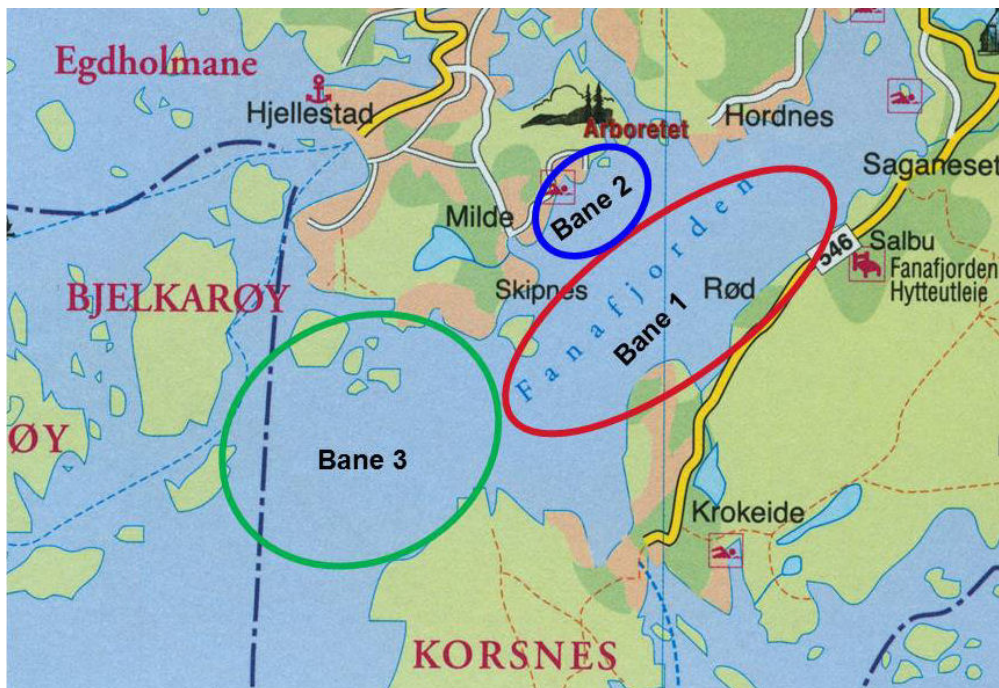 Egdholmane
Hjellestad
Arboretet
Hordnes
Saganeset
Milde
Bane 2
546
Salbu
Fanafjorden
Hytteutleie
BJELKARØY
Skipnes
Rød
Fanafjorden
Bane 1
ØY
Bane 3
Krokeide
KORSNES